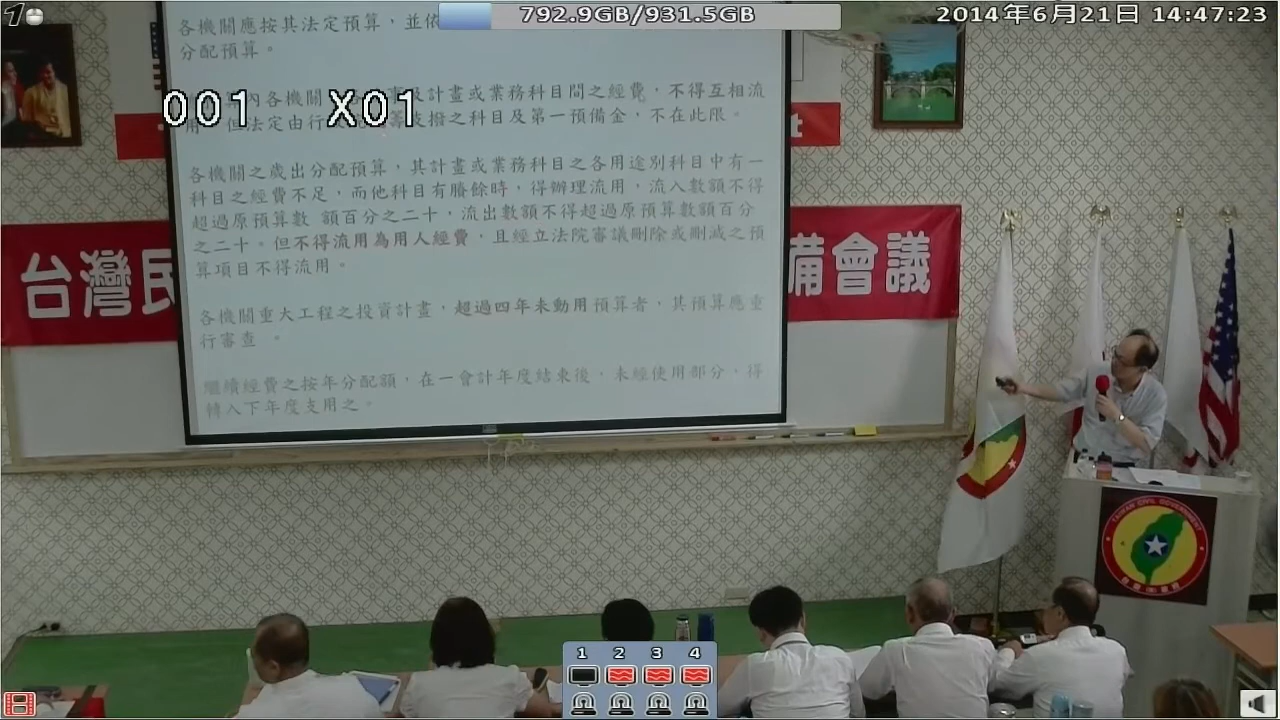 1
792.9GB/931.5GB
2014年6月21日 14:47:23
各機關應按其法定預算，並依
分配預算。
001 X01
內各機關
計畫或業務科目間之經費，不得互相流
但法定由行
撥之科目及第一預備金，不在此限。
各機關之歲出分配預算，其計畫或業務科目之各用途別科目中有一
科目之經費不足，而他科目有賸餘時，得辦理流用，流入數額不得
超過原預算數 額百分之二十，流出數額不得超過原預算數額百分
之二十。但不得流用為用人經費，且經立法院審議刪除或刪減之預
算項目不得流用。
各機關重大工程之投資計畫，超過四年未動用預算者，其預算應重
行審查 。
繼續經費之按年分配額，在一會計年度結束後，未經使用部分，得
轉入下年度支用之。
t
台灣民
備會議
TAIWAN CIVIL GOVERNMENT
1 2 3 4